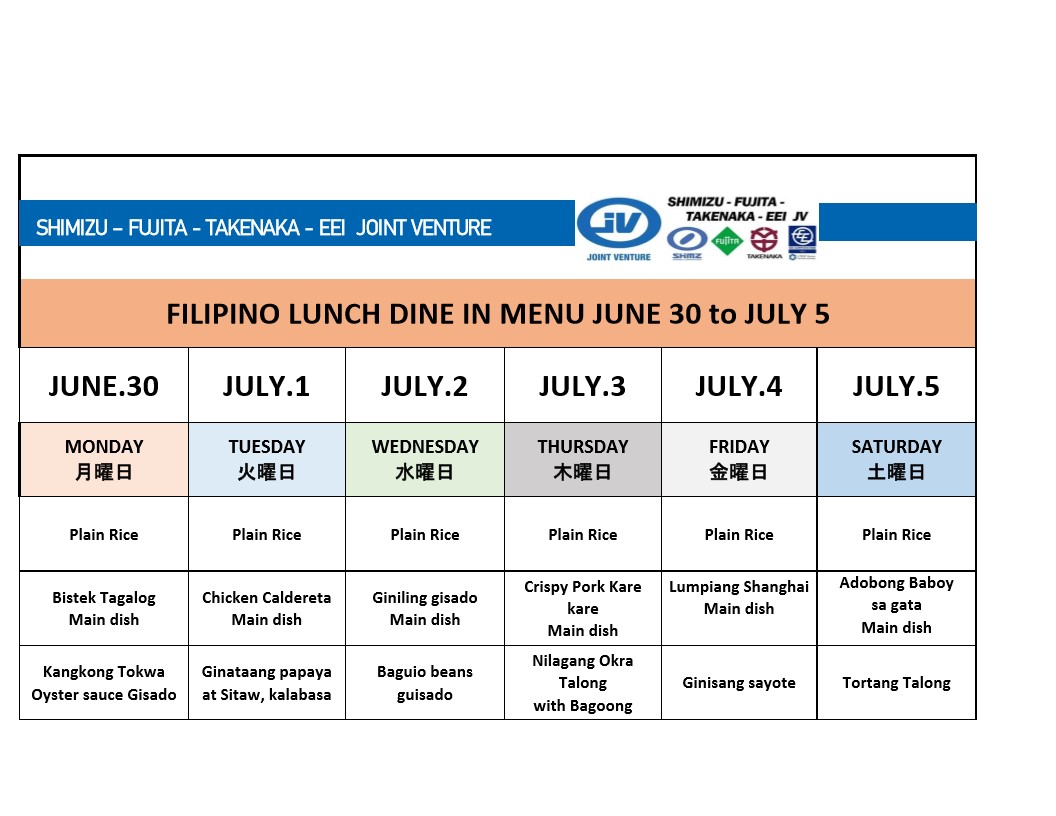 SHIMIZU – FUJITA - TAKENAKA - EEI JOINT VENTURE
JV
JOINT VENTURE
SHIMIZU - FUJITA -
TAKENAKA - EEI JV
SHMZ
FUJITA
TAKENAKA
FILIPINO LUNCH DINE IN MENU JUNE 30 to JULY 5
JUNE.30
JULY.1
JULY.2
JULY.3
JULY.4
JULY.5
MONDAY
月曜日
TUESDAY
火曜日
WEDNESDAY
水曜日
THURSDAY
木曜日
FRIDAY
金曜日
SATURDAY
土曜日
Plain Rice
Plain Rice
Plain Rice
Plain Rice
Plain Rice
Plain Rice
Bistek Tagalog
Main dish
Chicken Caldereta
Main dish
Giniling gisado
Main dish
Crispy Pork Kare
kare
Main dish
Lumpiang Shanghai
Main dish
Adobong Baboy
sa gata
Main dish
Kangkong Tokwa
Oyster sauce Gisado
Ginataang papaya
at Sitaw, kalabasa
Baguio beans
guisado
Nilagang Okra
Talong
with Bagoong
Ginisang sayote
Tortang Talong